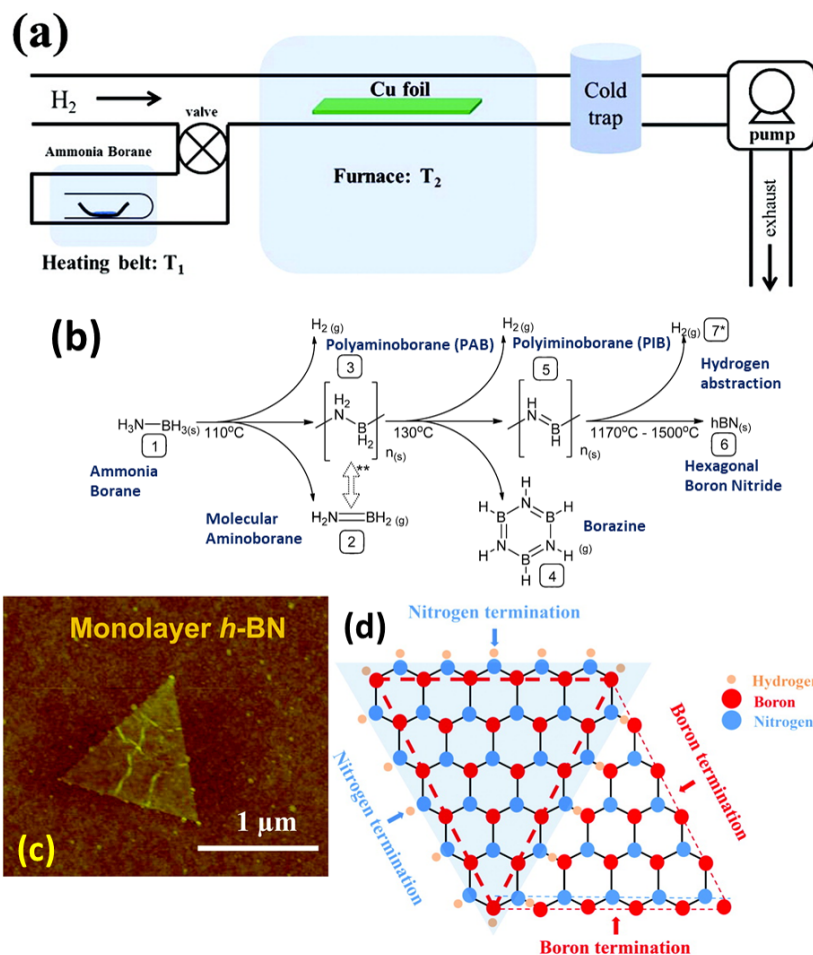 (a)
H₂
valve
Cu foil
Cold
trap
pump
Ammonia Borane
Furnace: T₂
Heating belt: T₁
exhaust
(b)
H₂(g)
3
Polyaminoborane (PAB)
H₂(g)
5
Polyiminoborane (PIB)
H₂(g)
7*
Hydrogen
abstraction
H₃N
BH₃(s)
1
110°C
H₂
N
B
H₂
n(s)
130°C
H
N
B
H
n(s)
1170°C - 1500°C
hBN(s)
6
Ammonia
Borane
Hexagonal
Boron Nitride
**
Molecular
Aminoborane
H₂N
BH₂ (g)
2
H
H B N B H
H N B N H (g)
H
4
Borazine
Monolayer h-BN
1 µm
(c)
(d)
Nitrogen termination
Hydrogen
Boron
Nitrogen
Boron termination
Nitrogen termination
Boron termination